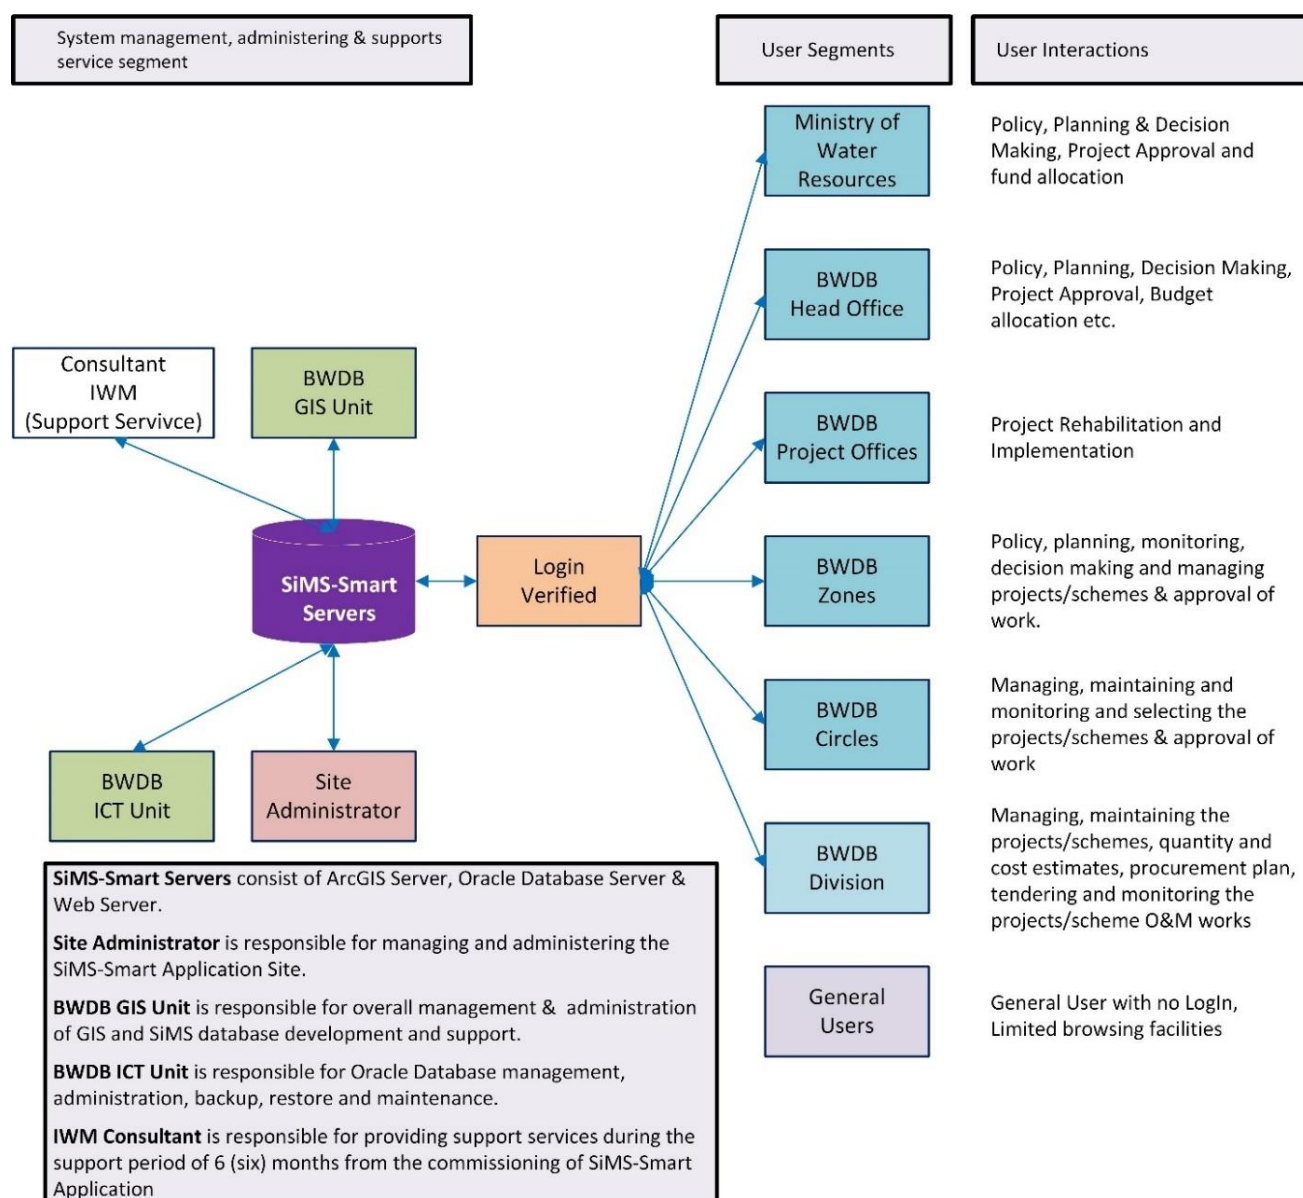 System management, administering & supports
service segment
User Segments
User Interactions
Ministry of
Water
Resources
Policy, Planning & Decision
Making, Project Approval and
fund allocation
BWDB
Head Office
Policy, Planning, Decision Making,
Project Approval, Budget
allocation etc.
Consultant
IWM
(Support Servivce)
BWDB
GIS Unit
BWDB
Project Offices
Project Rehabilitation and
Implementation
SiMS-Smart
Servers
Login
Verified
BWDB
Zones
Policy, planning, monitoring,
decision making and managing
projects/schemes & approval of
work.
BWDB
Circles
Managing, maintaining and
monitoring and selecting the
projects/schemes & approval of
work
BWDB
ICT Unit
Site
Administrator
BWDB
Division
Managing, maintaining the
projects/schemes, quantity and
cost estimates, procurement plan,
tendering and monitoring the
projects/scheme O&M works
General
Users
General User with no LogIn,
Limited browsing facilities
SiMS-Smart Servers consist of ArcGIS Server, Oracle Database Server &
Web Server.
Site Administrator is responsible for managing and administering the
SiMS-Smart Application Site.
BWDB GIS Unit is responsible for overall management & administration
of GIS and SiMS database development and support.
BWDB ICT Unit is responsible for Oracle Database management,
administration, backup, restore and maintenance.
IWM Consultant is responsible for providing support services during the
support period of 6 (six) months from the commissioning of SiMS-Smart
Application